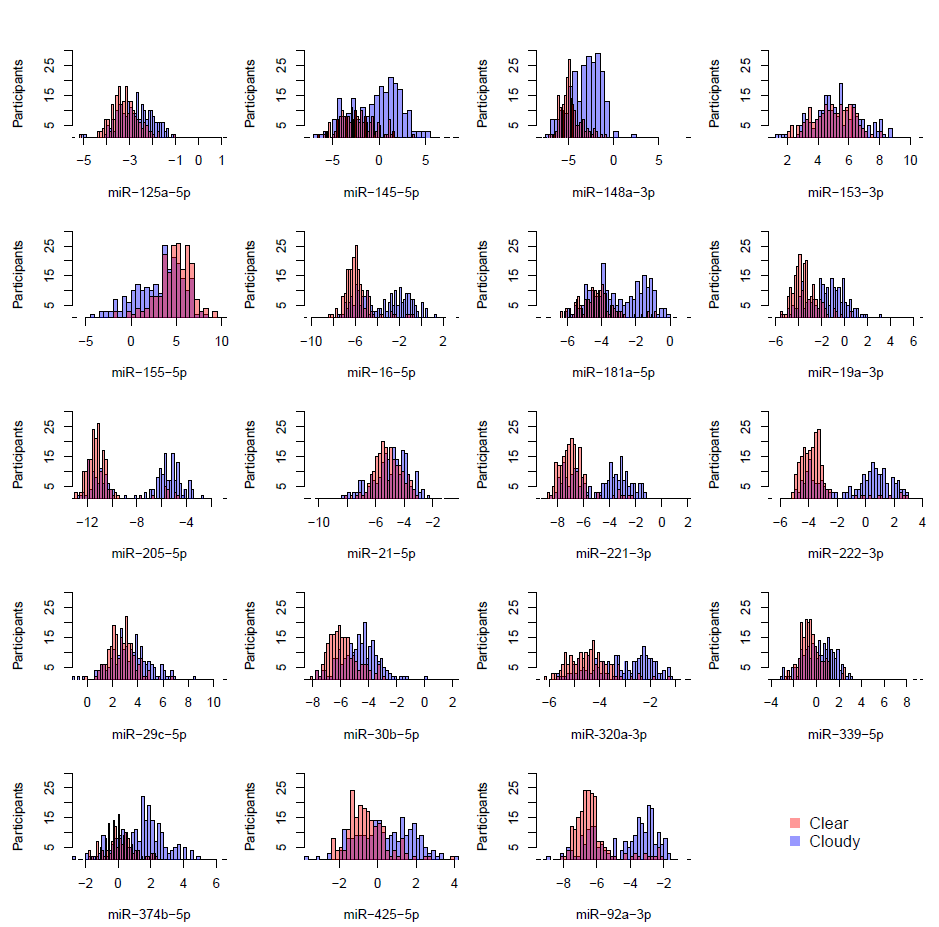 Participants Participants Participants Participants
25 25 25 25
15 15 15 15
5 5 5 5
−5 −3 −1 0 1 −5 0 5 −5 0 5 2 4 6 8 10
miR−125a−5p miR−145−5p miR−148a−3p miR−153−3p
Participants Participants Participants Participants
25 25 25 25
15 15 15 15
5 5 5 5
−5 0 5 10 −10 −6 −2 2 −6 −4 −2 0 −6 −2 0 2 4 6
miR−155−5p miR−16−5p miR−181a−5p miR−19a−3p
Participants Participants Participants Participants
25 25 25 25
15 15 15 15
5 5 5 5
−12 −8 −4 −10 −6 −4 −2 −8 −6 −4 −2 0 2 −6 −4 −2 0 2 4
miR−205−5p miR−21−5p miR−221−3p miR−222−3p
Participants Participants Participants Participants
25 25 25 25
15 15 15 15
5 5 5 5
0 2 4 6 8 10 −8 −6 −4 −2 0 2 −6 −4 −2 −4 0 2 4 6 8
miR−29c−5p miR−30b−5p miR-320a-3p miR−339−5p
Participants Participants Participants
25 25 25
15 15 15
5 5 5
−2 0 2 4 6 −2 0 2 4 −8 −6 −4 −2
miR−374b−5p miR−425−5p miR−92a−3p
Clear
Cloudy